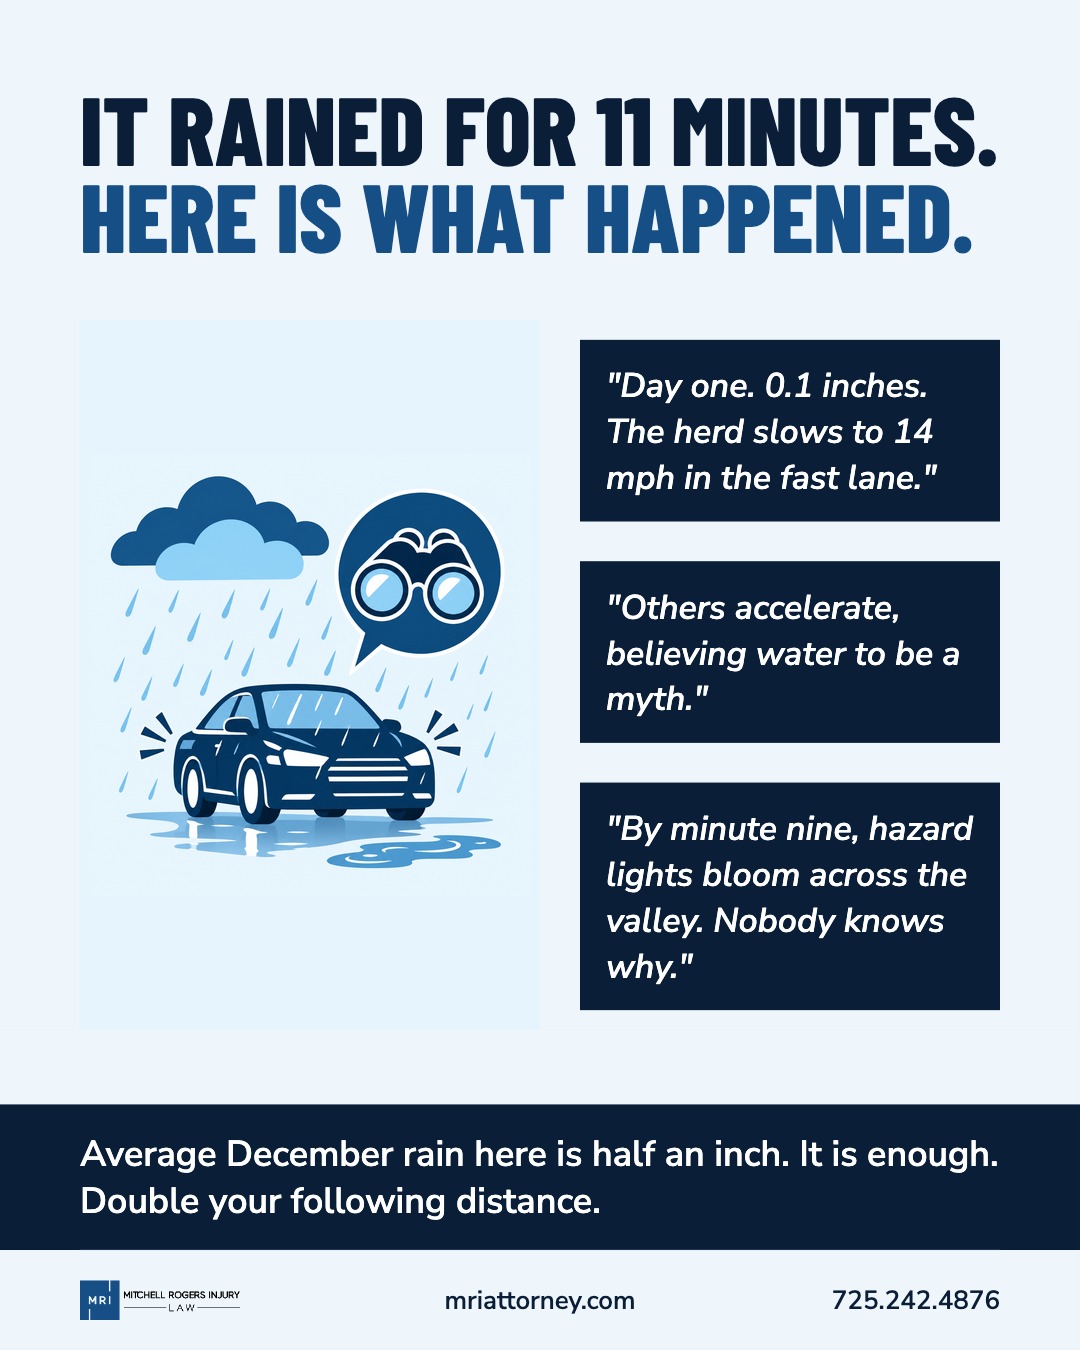 IT RAINED FOR 11 MINUTES.
HERE IS WHAT HAPPENED.
"Day one. 0.1 inches.
The herd slows to 14
mph in the fast lane."
"Others accelerate,
believing water to be a
myth."
"By minute nine, hazard
lights bloom across the
valley. Nobody knows
why."
Average December rain here is half an inch. It is enough.
Double your following distance.
MRI
MITCHELL ROGERS INJURY
LAW
mriattorney.com
725.242.4876